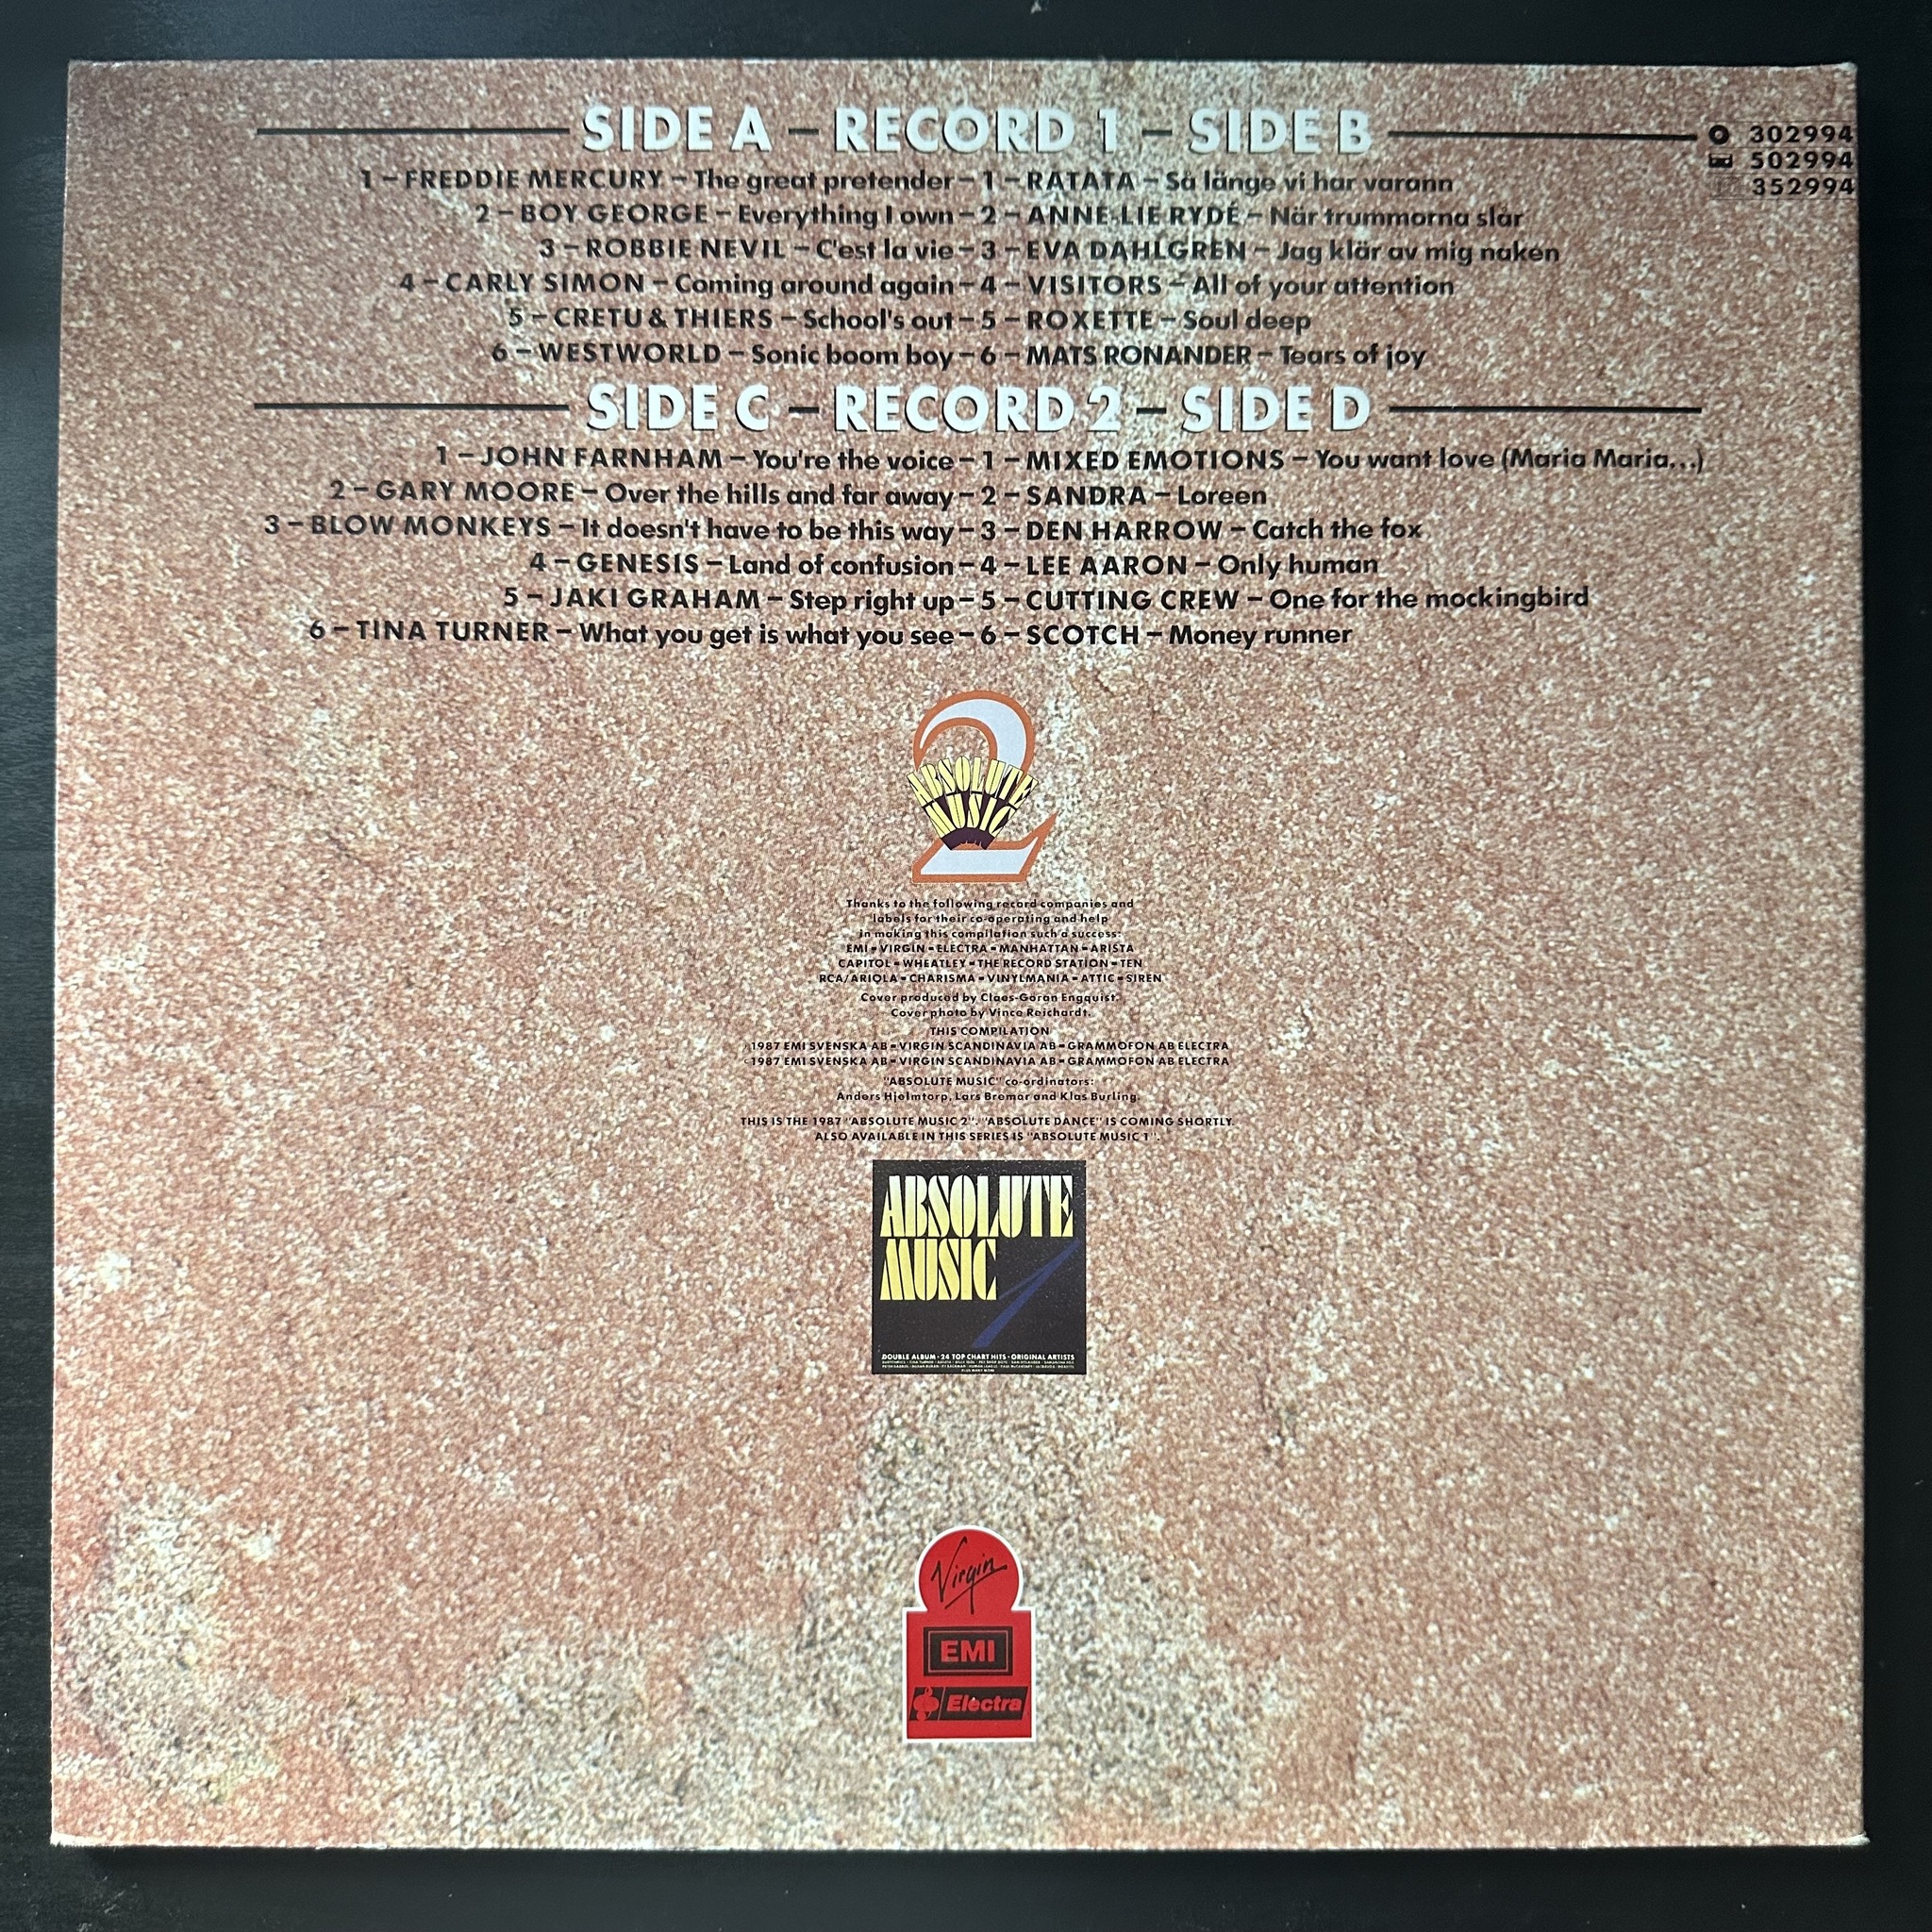 SIDE A – RECORD 1 – SIDE B
302994
502994
352994
1 – FREDDIE MERCURY – The great pretender – 1 – RATATA – Så länge vi har varann
2 – BOY GEORGE – Everything I own – 2 – ANNE-LIE RYDÉ – När trummorna slår
3 – ROBBIE NEVIL – C'est la vie – 3 – EVA DAHLGREN – Jag klär av mig naken
4 – CARLY SIMON – Coming around again – 4 – VISITORS – All of your attention
5 – CRETU & THIERS – School's out – 5 – ROXETTE – Soul deep
6 – WESTWORLD – Sonic boom boy – 6 – MATS RONANDER – Tears of joy
SIDE C – RECORD 2 – SIDE D
1 – JOHN FARNHAM – You're the voice – 1 – MIXED EMOTIONS – You want love (Maria Maria...)
2 – GARY MOORE – Over the hills and far away – 2 – SANDRA – Loreen
3 – BLOW MONKEYS – It doesn't have to be this way – 3 – DEN HARROW – Catch the fox
4 – GENESIS – Land of confusion – 4 – LEE AARON – Only human
5 – JAKI GRAHAM – Step right up – 5 – CUTTING CREW – One for the mockingbird
6 – TINA TURNER – What you get is what you see – 6 – SCOTCH – Money runner
2
ABSOLUTE
MUSIC
Thanks to the following record companies and
labels for their co-operating and help
in making this compilation such a success:
EMI – VIRGIN – ELECTRA – MANHATTAN – ARISTA
CAPITOL – WHEATLEY – THE RECORD STATION – TEN
RCA/ARIOLA – CHARISMA – VINYLMANIA – ATTIC – SIREN
Cover produced by Claes-Göran Engquist.
Cover photo by Vince Reichardt.
THIS COMPILATION
℗1987 EMI SVENSKA AB – VIRGIN SCANDINAVIA AB – GRAMMOFON AB ELECTRA
©1987 EMI SVENSKA AB – VIRGIN SCANDINAVIA AB – GRAMMOFON AB ELECTRA
"ABSOLUTE MUSIC" co-ordinators:
Anders Hjelmtorp, Lars Bremar and Klas Burling.
THIS IS THE 1987 "ABSOLUTE MUSIC 2". "ABSOLUTE DANCE" IS COMING SHORTLY.
ALSO AVAILABLE IN THIS SERIES IS "ABSOLUTE MUSIC 1".
ABSOLUTE
MUSIC
1
DOUBLE ALBUM · 24 TOP CHART HITS · ORIGINAL ARTISTS
Virgin
EMI
Electra